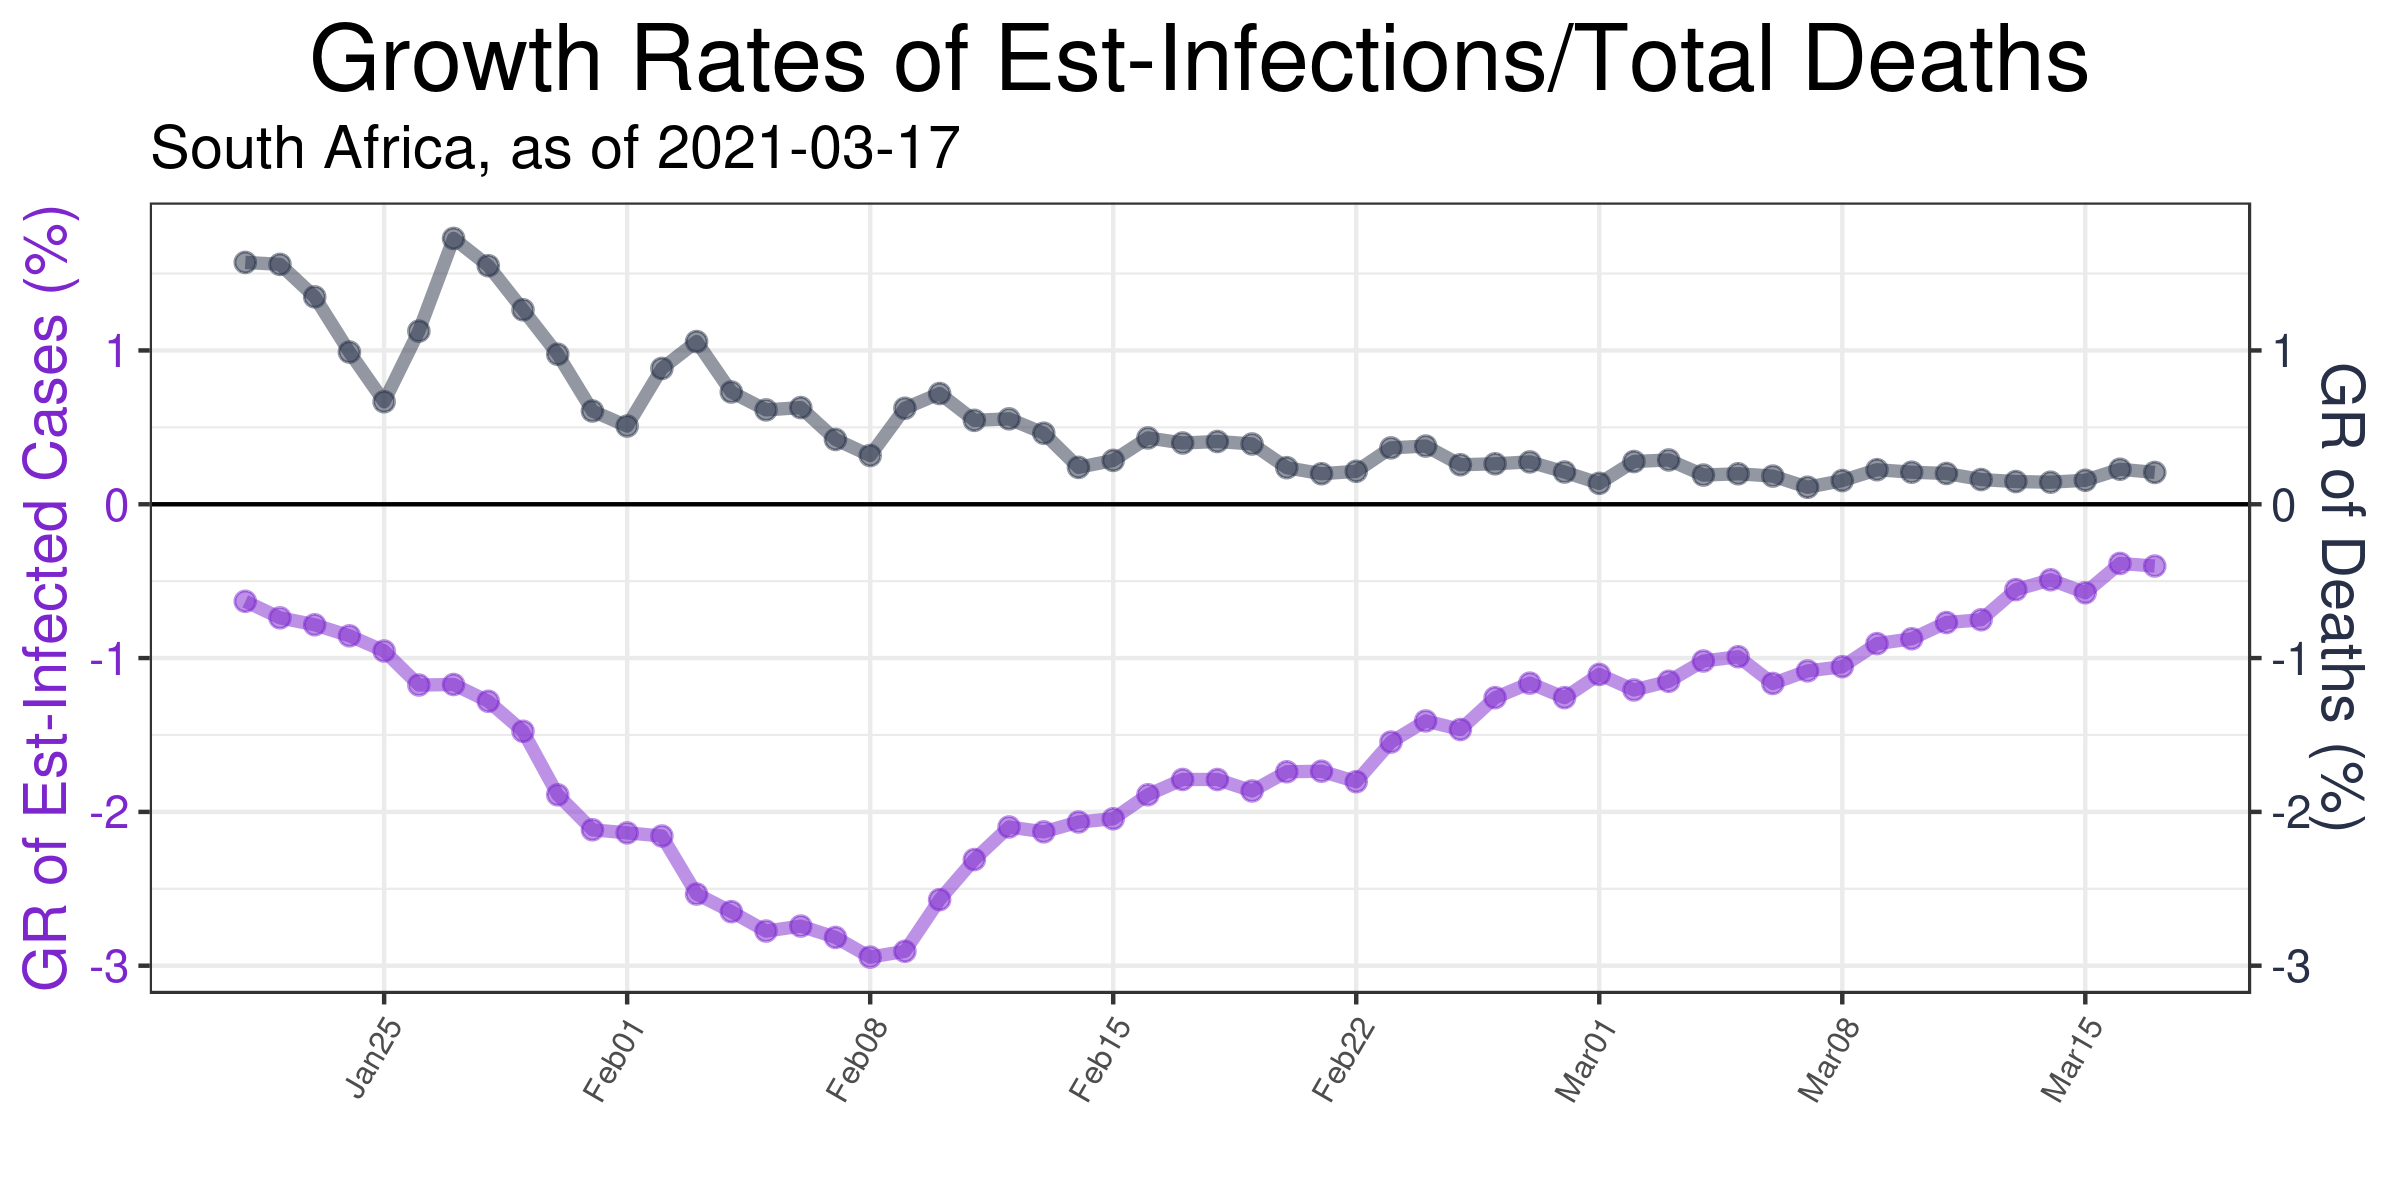 Growth Rates of Est-Infections/Total Deaths
South Africa, as of 2021-03-17
GR of Est-Infected Cases (%)
1
0
-1
-2
-3
1
0
-1
-2
-3
GR of Deaths (%)
Jan25
Feb01
Feb08
Feb15
Feb22
Mar01
Mar08
Mar15